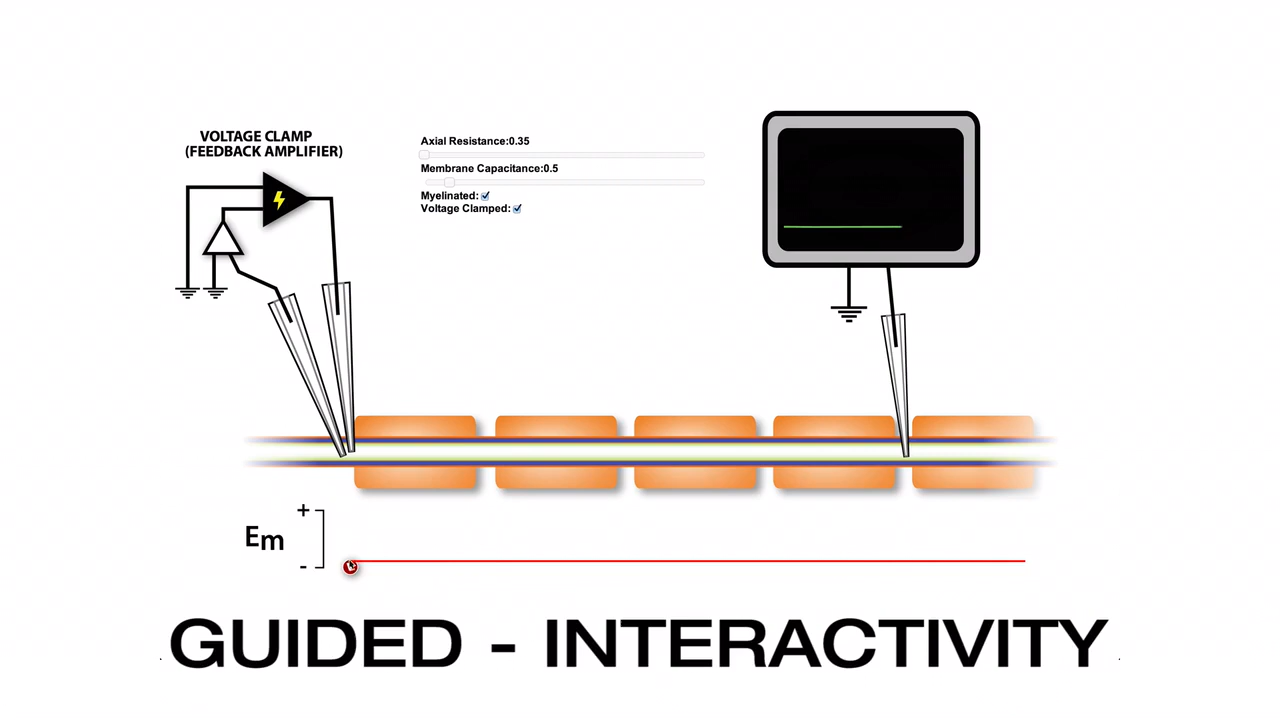 VOLTAGE CLAMP
(FEEDBACK AMPLIFIER)
Axial Resistance:0.35
Membrane Capacitance:0.5
Myelinated:
Voltage Clamped:
+
Em
-
GUIDED - INTERACTIVITY